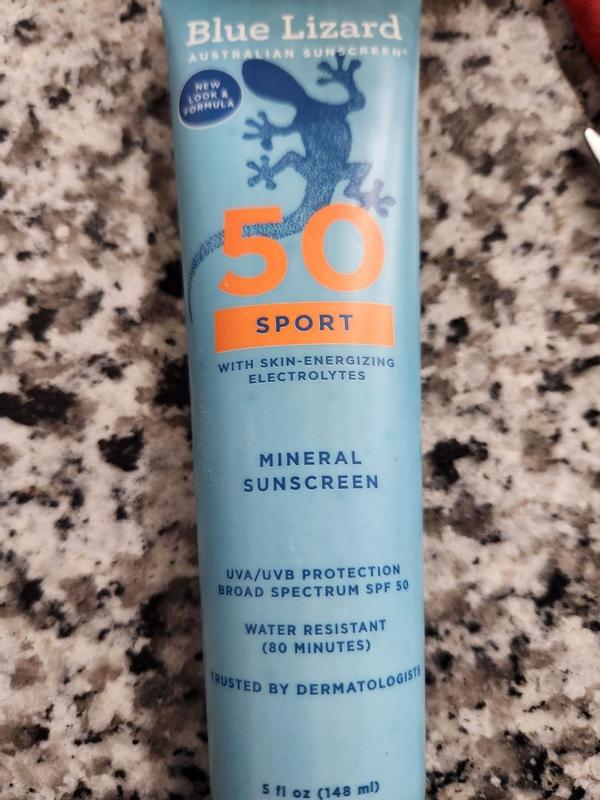 Blue Lizard
AUSTRALIAN SUNSCREEN
NEW
LOOK &
FORMULA
50
SPORT
WITH SKIN-ENERGIZING
ELECTROLYTES
MINERAL
SUNSCREEN
UVA/UVB PROTECTION
BROAD SPECTRUM SPF 50
WATER RESISTANT
(80 MINUTES)
TRUSTED BY DERMATOLOGISTS
5 fl oz (148 ml)